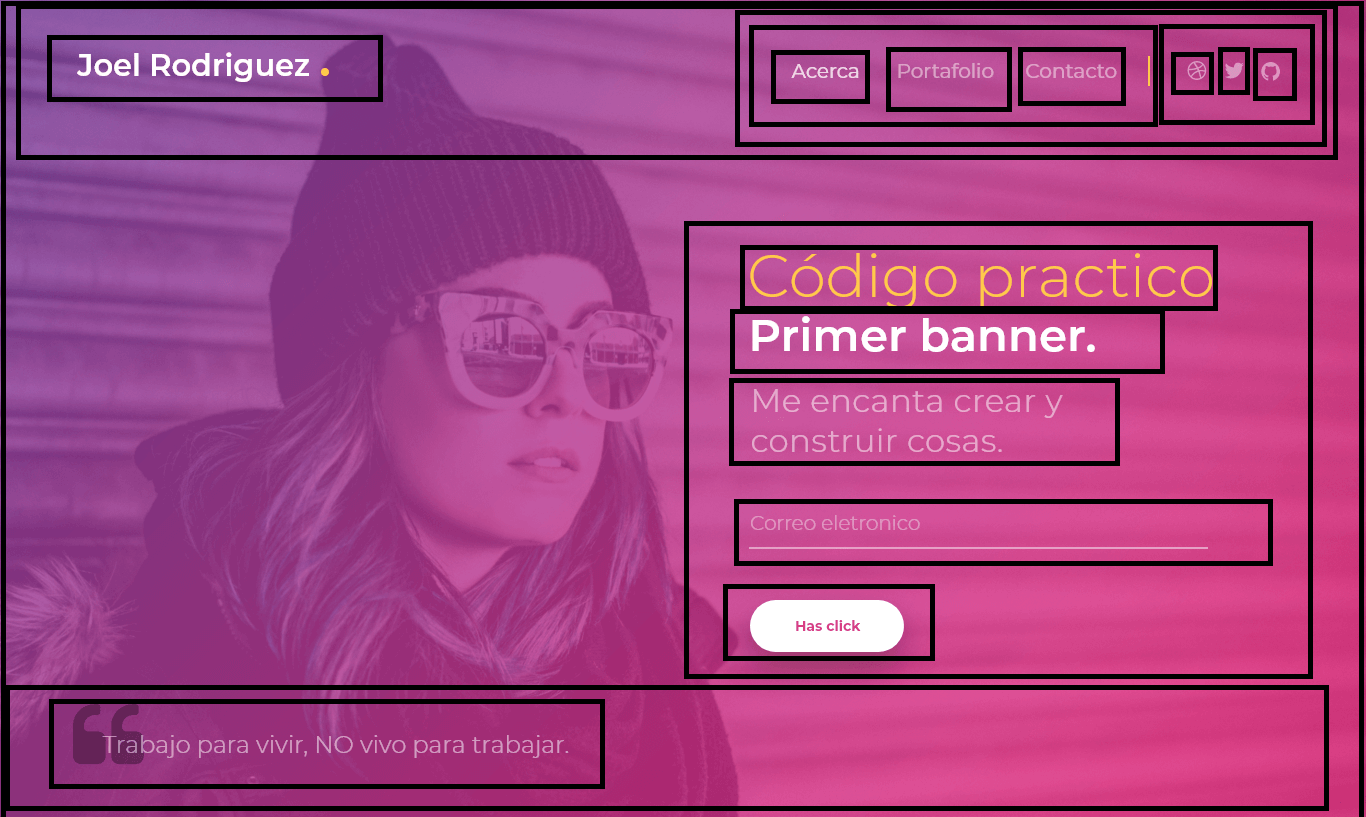 Joel Rodriguez .
Acerca Portafolio Contacto
Código practico
Primer banner.
Me encanta crear y
construir cosas.
Correo eletronico
Has click
“Trabajo para vivir, NO vivo para trabajar.